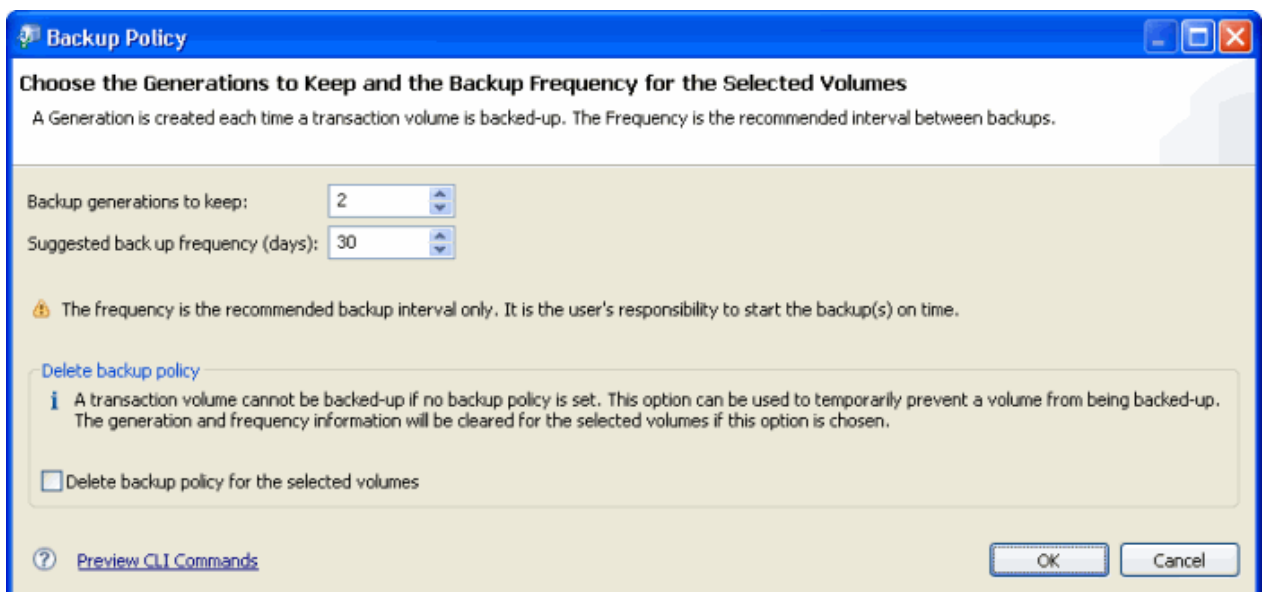 Backup Policy
Choose the Generations to Keep and the Backup Frequency for the Selected Volumes
A Generation is created each time a transaction volume is backed-up. The Frequency is the recommended interval between backups.
Backup generations to keep: 2
Suggested back up frequency (days): 30
The frequency is the recommended backup interval only. It is the user's responsibility to start the backup(s) on time.
Delete backup policy
A transaction volume cannot be backed-up if no backup policy is set. This option can be used to temporarily prevent a volume from being backed-up.
The generation and frequency information will be cleared for the selected volumes if this option is chosen.
Delete backup policy for the selected volumes
Preview CLI Commands OK Cancel